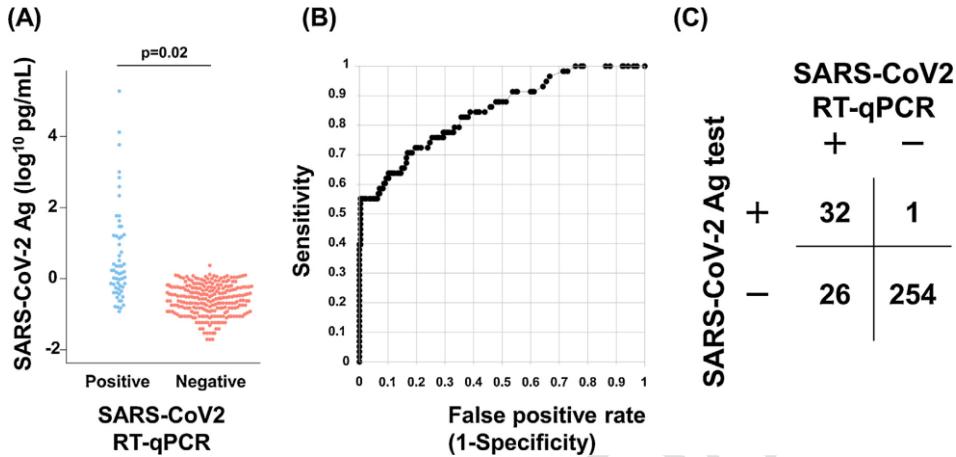 (A)
p=0.02
SARS-CoV-2 Ag (log¹⁰ pg/mL)
4
2
0
-2
Positive Negative
SARS-CoV2
RT-qPCR
(B)
Sensitivity
1
0.9
0.8
0.7
0.6
0.5
0.4
0.3
0.2
0.1
0
0 0.1 0.2 0.3 0.4 0.5 0.6 0.7 0.8 0.9 1
False positive rate
(1-Specificity)
(C)
SARS-CoV2
RT-qPCR
+ −
SARS-CoV-2 Ag test
+ 32 1
− 26 254